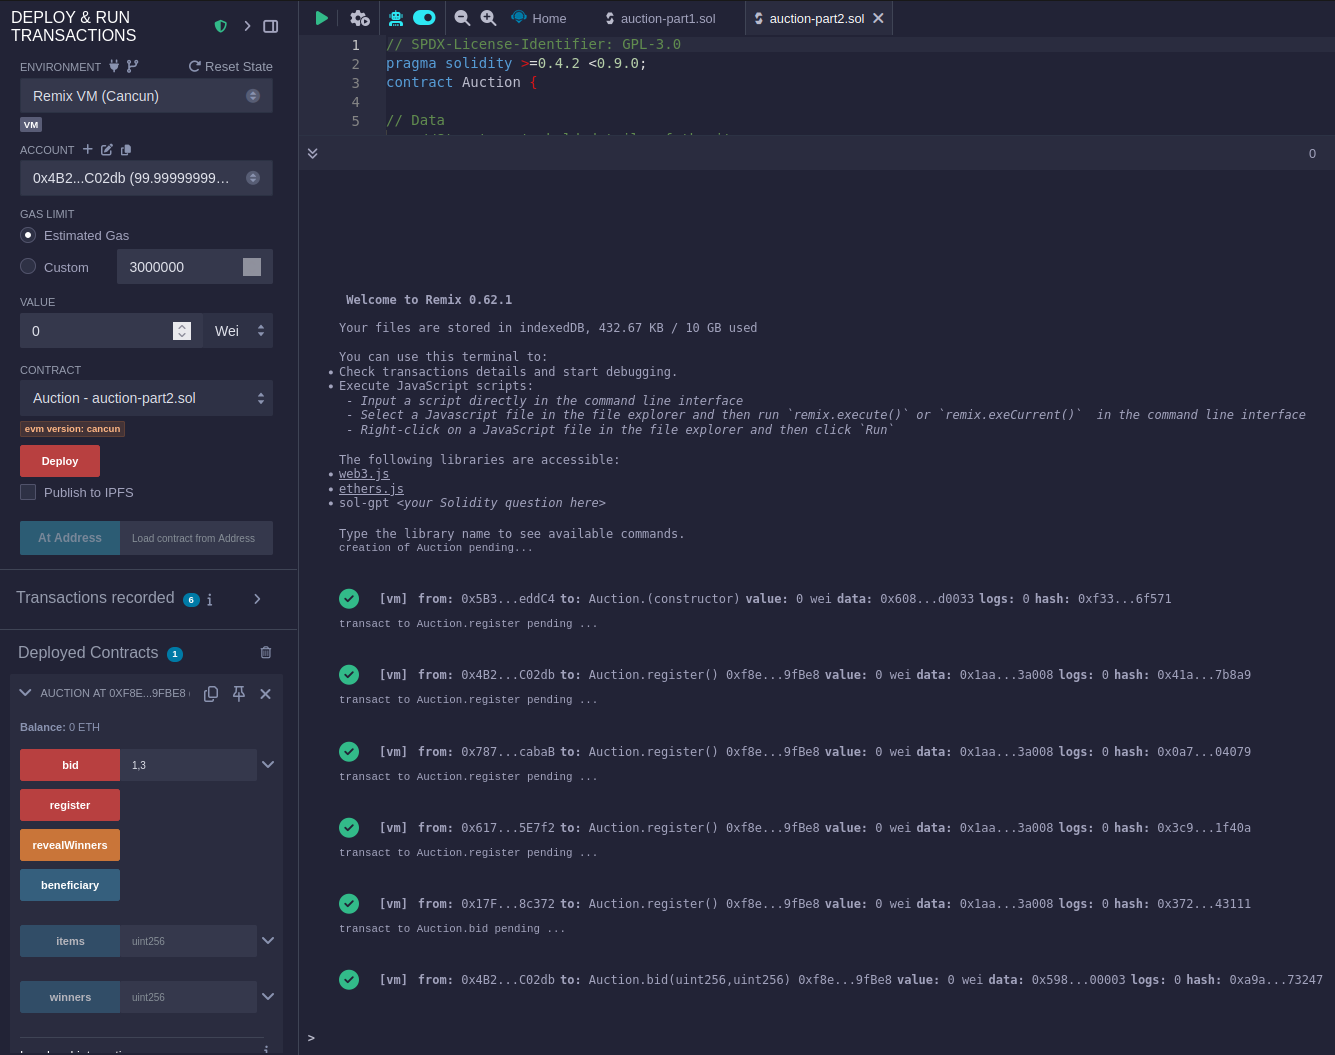 DEPLOY & RUN
TRANSACTIONS
ENVIRONMENT
Reset State
Remix VM (Cancun)
VM
ACCOUNT
0x4B2...C02db (99.99999999...
GAS LIMIT
Estimated Gas
Custom
3000000
VALUE
0
Wei
CONTRACT
Auction - auction-part2.sol
evm version: cancun
Deploy
Publish to IPFS
At Address
Load contract from Address
Transactions recorded 6
Deployed Contracts 1
AUCTION AT 0XF8E...9FBE8
Balance: 0 ETH
bid
1,3
register
revealWinners
beneficiary
items
uint256
winners
uint256
Home
auction-part1.sol
auction-part2.sol
1 // SPDX-License-Identifier: GPL-3.0
2 pragma solidity >=0.4.2 <0.9.0;
3 contract Auction {
4
5 // Data
0
Welcome to Remix 0.62.1
Your files are stored in indexedDB, 432.67 KB / 10 GB used
You can use this terminal to:
• Check transactions details and start debugging.
• Execute JavaScript scripts:
- Input a script directly in the command line interface
- Select a Javascript file in the file explorer and then run `remix.execute()` or `remix.exeCurrent()` in the command line interface
- Right-click on a JavaScript file in the file explorer and then click `Run`
The following libraries are accessible:
• web3.js
• ethers.js
• sol-gpt <your Solidity question here>
Type the library name to see available commands.
creation of Auction pending...
[vm] from: 0x5B3...eddC4 to: Auction.(constructor) value: 0 wei data: 0x608...d0033 logs: 0 hash: 0xf33...6f571
transact to Auction.register pending ...
[vm] from: 0x4B2...C02db to: Auction.register() 0xf8e...9fBe8 value: 0 wei data: 0x1aa...3a008 logs: 0 hash: 0x41a...7b8a9
transact to Auction.register pending ...
[vm] from: 0x787...cabaB to: Auction.register() 0xf8e...9fBe8 value: 0 wei data: 0x1aa...3a008 logs: 0 hash: 0x0a7...04079
transact to Auction.register pending ...
[vm] from: 0x617...5E7f2 to: Auction.register() 0xf8e...9fBe8 value: 0 wei data: 0x1aa...3a008 logs: 0 hash: 0x3c9...1f40a
transact to Auction.register pending ...
[vm] from: 0x17F...8c372 to: Auction.register() 0xf8e...9fBe8 value: 0 wei data: 0x1aa...3a008 logs: 0 hash: 0x372...43111
transact to Auction.bid pending ...
[vm] from: 0x4B2...C02db to: Auction.bid(uint256,uint256) 0xf8e...9fBe8 value: 0 wei data: 0x598...00003 logs: 0 hash: 0xa9a...73247
>